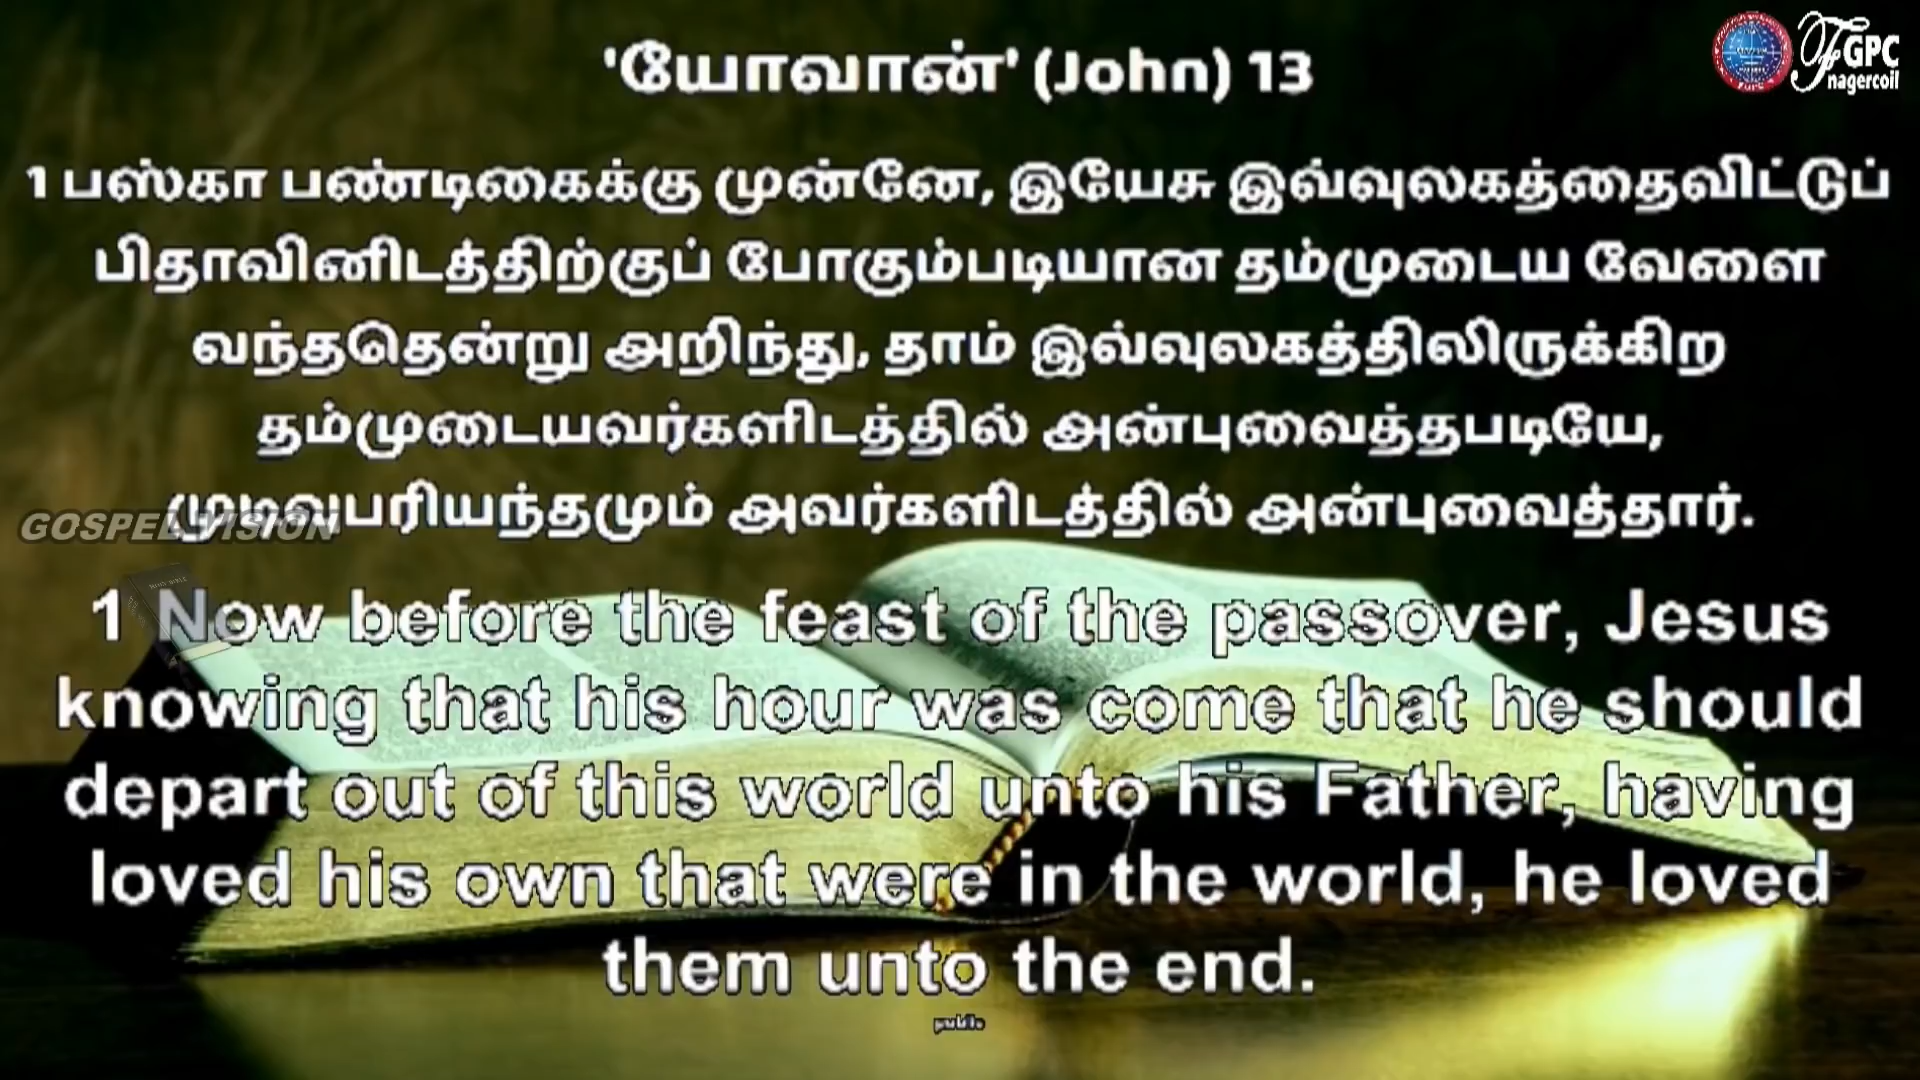 'யோவான்' (John) 13
FGPC
nagercoil
1 பஸ்கா பண்டிகைக்கு முன்னே, இயேசு இவ்வுலகத்தைவிட்டுப்
பிதாவினிடத்திற்குப் போகும்படியான தம்முடைய வேளை
வந்ததென்று அறிந்து, தாம் இவ்வுலகத்திலிருக்கிற
தம்முடையவர்களிடத்தில் அன்புவைத்தபடியே,
முடிவுபரியந்தமும் அவர்களிடத்தில் அன்புவைத்தார்.
GOSPEL VISION
1 Now before the feast of the passover, Jesus
knowing that his hour was come that he should
depart out of this world unto his Father, having
loved his own that were in the world, he loved
them unto the end.